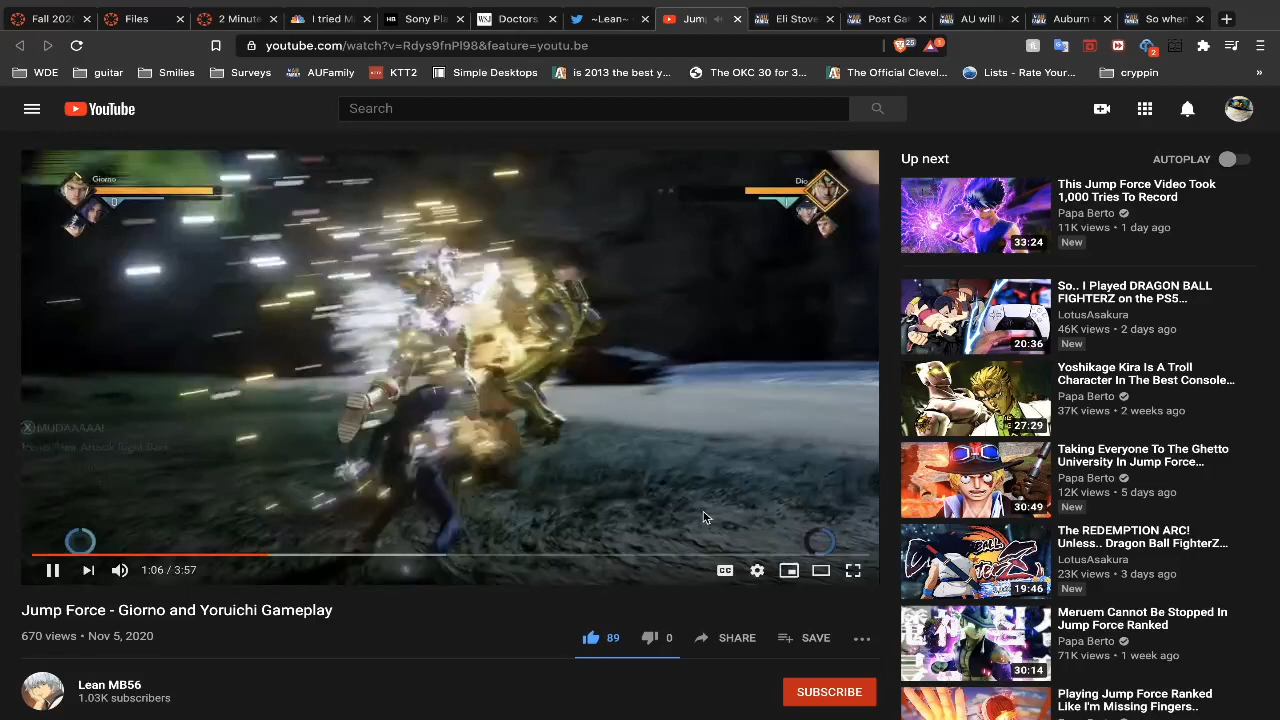 Fall 202
Files
2 Minute
I tried M
HB
Sony Pla
WSJ
Doctors
~Lean~
Jump
Eli Stove
Post Gar
AU will l
Auburn c
So when
youtube.com/watch?v=Rdys9fnPl98&feature=youtu.be
25
1
2
WDE
guitar
Smilies
Surveys
AUFamily
KTT2
Simple Desktops
is 2013 the best y...
The OKC 30 for 3...
The Official Clevel...
Lists - Rate Your...
cryppin
»
YouTube
Search
Giorno
0
Dio
X MUDAAAAA!
1:06 / 3:57
CC
Jump Force - Giorno and Yoruichi Gameplay
670 views • Nov 5, 2020
89
0
SHARE
SAVE
Lean MB56
1.03K subscribers
SUBSCRIBE
Up next
AUTOPLAY
This Jump Force Video Took
1,000 Tries To Record
Papa Berto
11K views • 1 day ago
New
33:24
So.. I Played DRAGON BALL
FIGHTERZ on the PS5...
LotusAsakura
46K views • 2 days ago
New
20:36
Yoshikage Kira Is A Troll
Character In The Best Console...
Papa Berto
37K views • 2 weeks ago
27:29
Taking Everyone To The Ghetto
University In Jump Force...
Papa Berto
12K views • 5 days ago
30:49
The REDEMPTION ARC!
Unless.. Dragon Ball FighterZ...
LotusAsakura
23K views • 3 days ago
New
19:46
Meruem Cannot Be Stopped In
Jump Force Ranked
Papa Berto
71K views • 1 week ago
30:14
Playing Jump Force Ranked
Like I'm Missing Fingers..